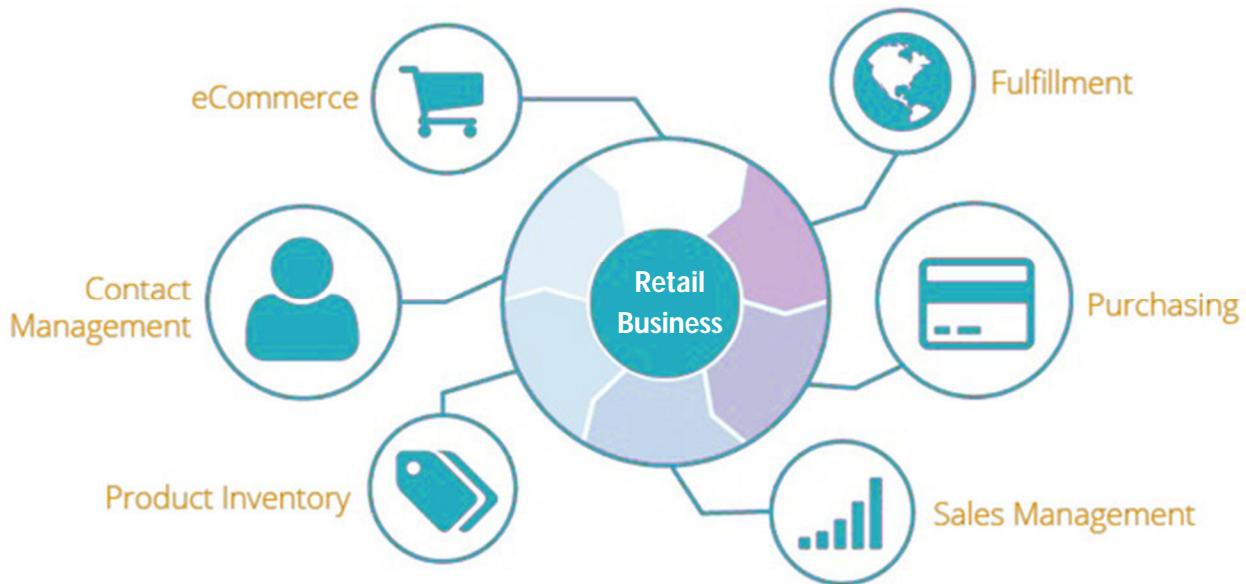 eCommerce
Fulfillment
Contact
Management
Retail
Business
Purchasing
Product Inventory
Sales Management